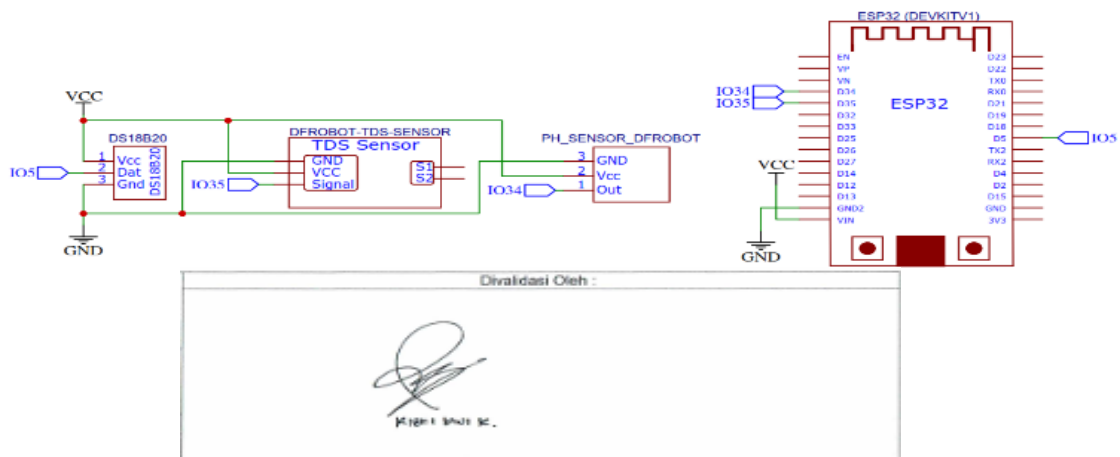 ESP32 (DEVKITV1)
EN
VP
VN
D34
D35
D32
D33
D25
D26
D27
D14
D12
D13
GND2
VIN
ESP32
D23
D22
TX0
RX0
D21
D19
D18
D5
TX2
RX2
D4
D2
D15
GND
3V3
IO34
IO35
IO5
VCC
GND
VCC
DS18B20
1 Vcc
2 Dat
3 Gnd
DS18B20
IO5
GND
DFROBOT-TDS-SENSOR
TDS Sensor
GND
VCC
Signal
S1
S2
IO35
PH_SENSOR_DFROBOT
3 GND
2 Vcc
1 Out
IO34
Divalidasi Oleh :